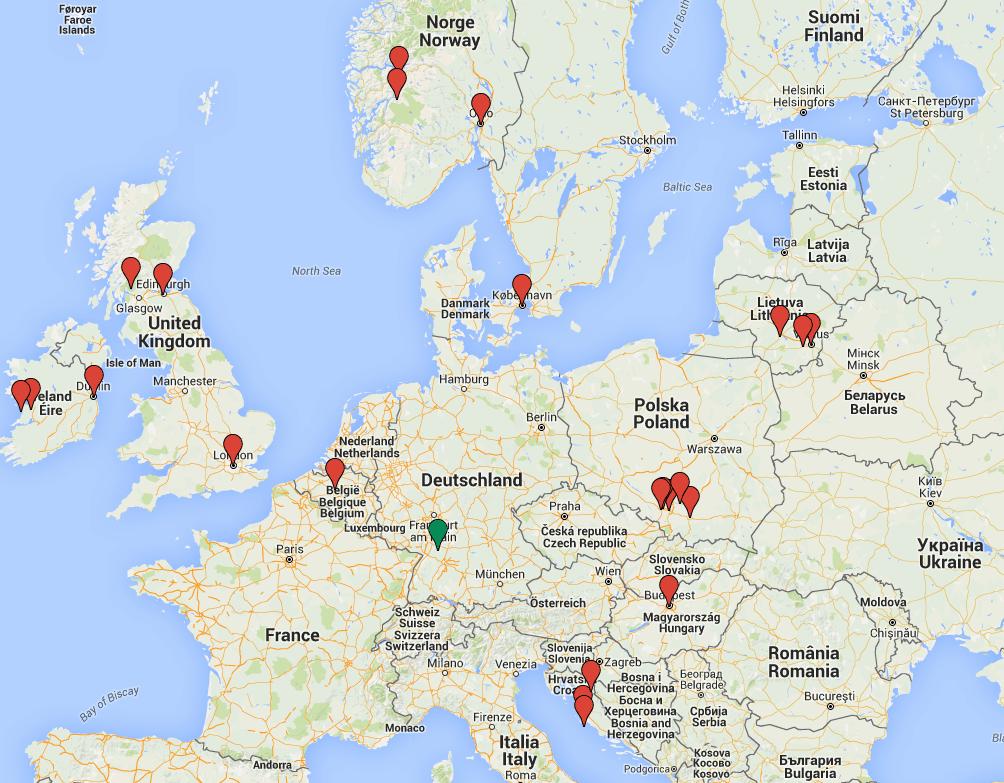 Føroyar
Faroe
Islands
Norge
Norway
Suomi
Finland
Gulf of Both
Helsinki
Helsingfors
Санкт-Петербург
St Petersburg
Oslo
Stockholm
Tallinn
Eesti
Estonia
Baltic Sea
Rīga
Latvija
Latvia
North Sea
Edinburgh
Glasgow
København
Danmark
Denmark
Lietuva
Lithuania
Vilnius
United
Kingdom
Isle of Man
Мінск
Minsk
Беларусь
Belarus
Dublin
Ireland
Éire
Manchester
Hamburg
Berlin
Polska
Poland
Warszawa
London
Nederland
Netherlands
België
Belgique
Belgium
Deutschland
Київ
Kiev
Luxembourg
Frankfurt
am Main
Praha
Česká republika
Czech Republic
Paris
Україна
Ukraine
Slovensko
Slovakia
München
Wien
Österreich
Budapest
Magyarország
Hungary
Moldova
Chișinău
France
Schweiz
Suisse
Svizzera
Switzerland
Slovenija
Slovenia
Zagreb
Milano
Venezia
Hrvatska
Croatia
Bosna i
Hercegovina
Босна и
Херцеговина
Bosnia and
Herzegovina
Београд
Belgrade
România
Romania
București
Србија
Serbia
Bay of Biscay
Monaco
Firenze
Italia
Italy
Roma
Andorra
Podgorica
Kosova
Kosovo
Косово
България
Bulgaria